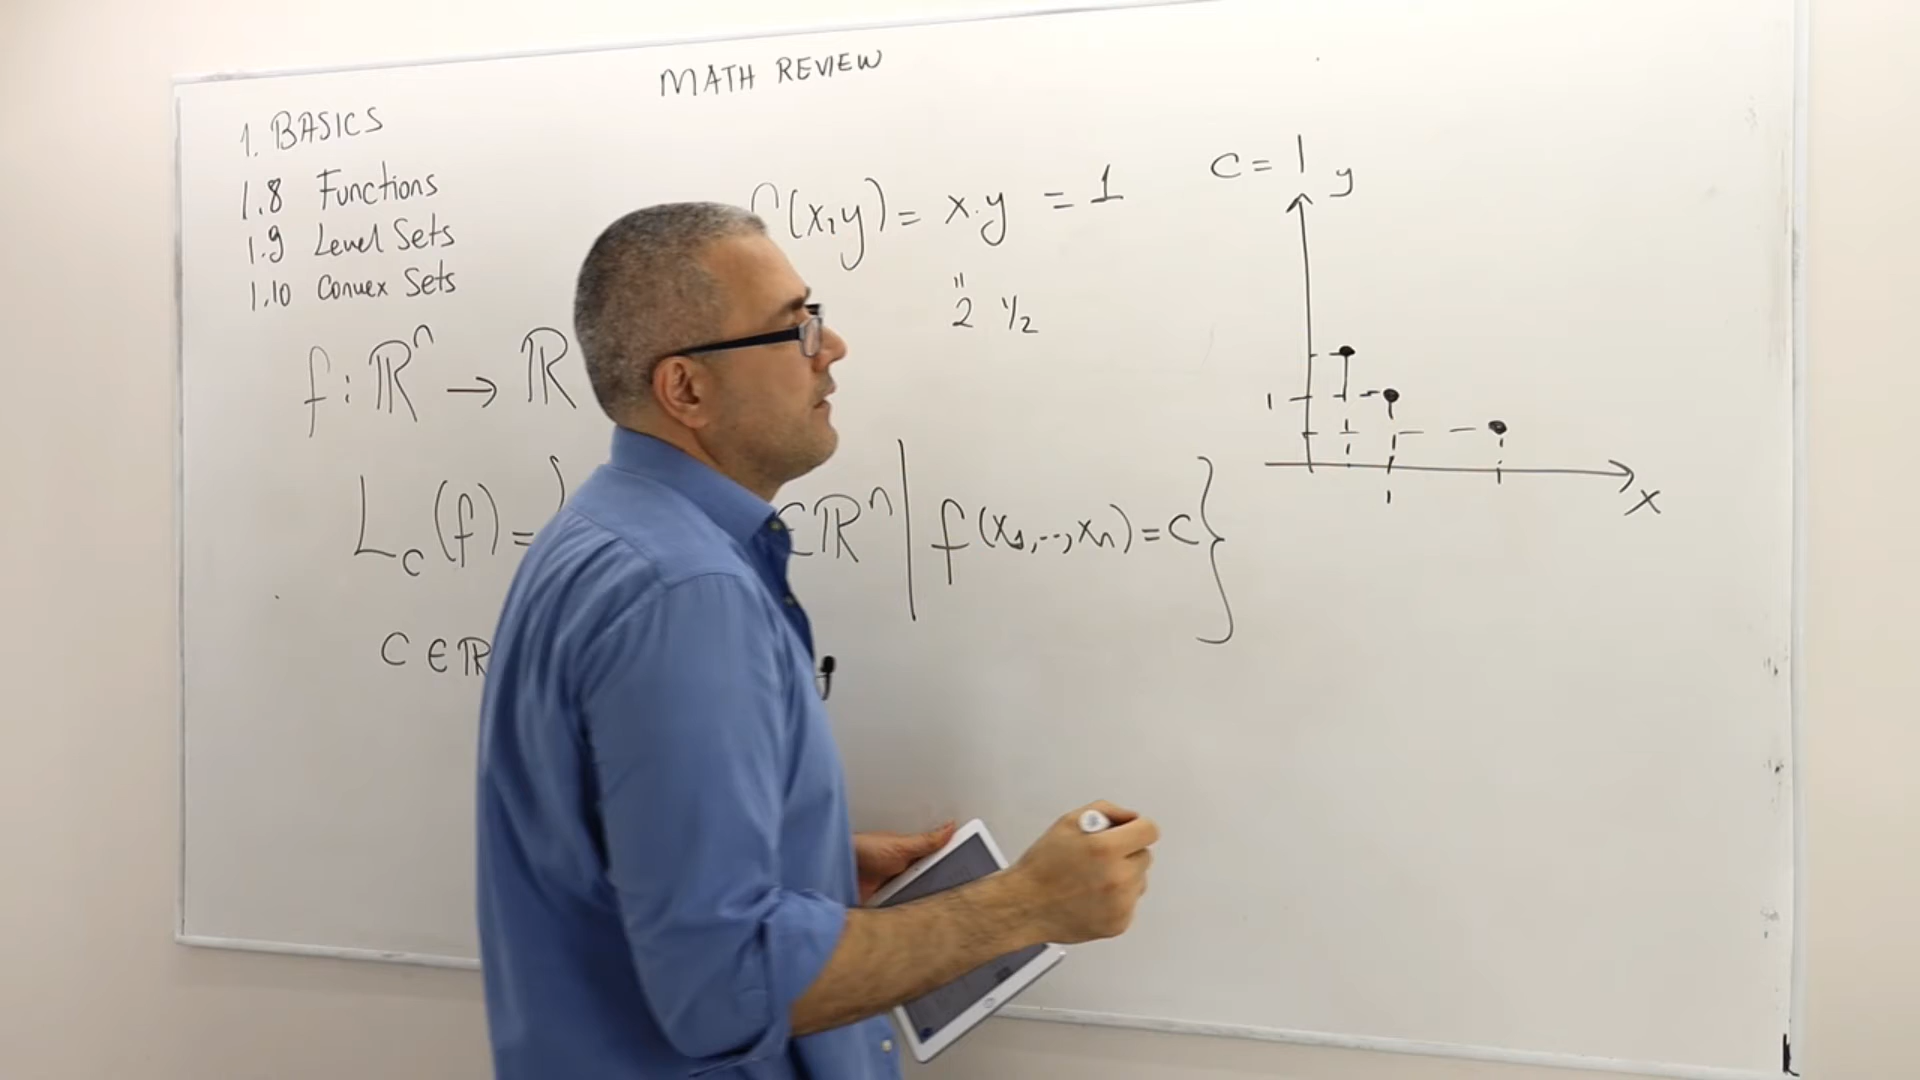 MATH REVIEW
1. BASICS
1.8 Functions
1.9 Level Sets
1.10 Convex Sets
(x,y) = x.y = 1
"
2 1/2
C = 1
y
1
1
x
f: ℝⁿ → ℝ
L_c(f) = { ∈ℝⁿ | f(x₁,..,xₙ) = C }
C ∈ ℝ